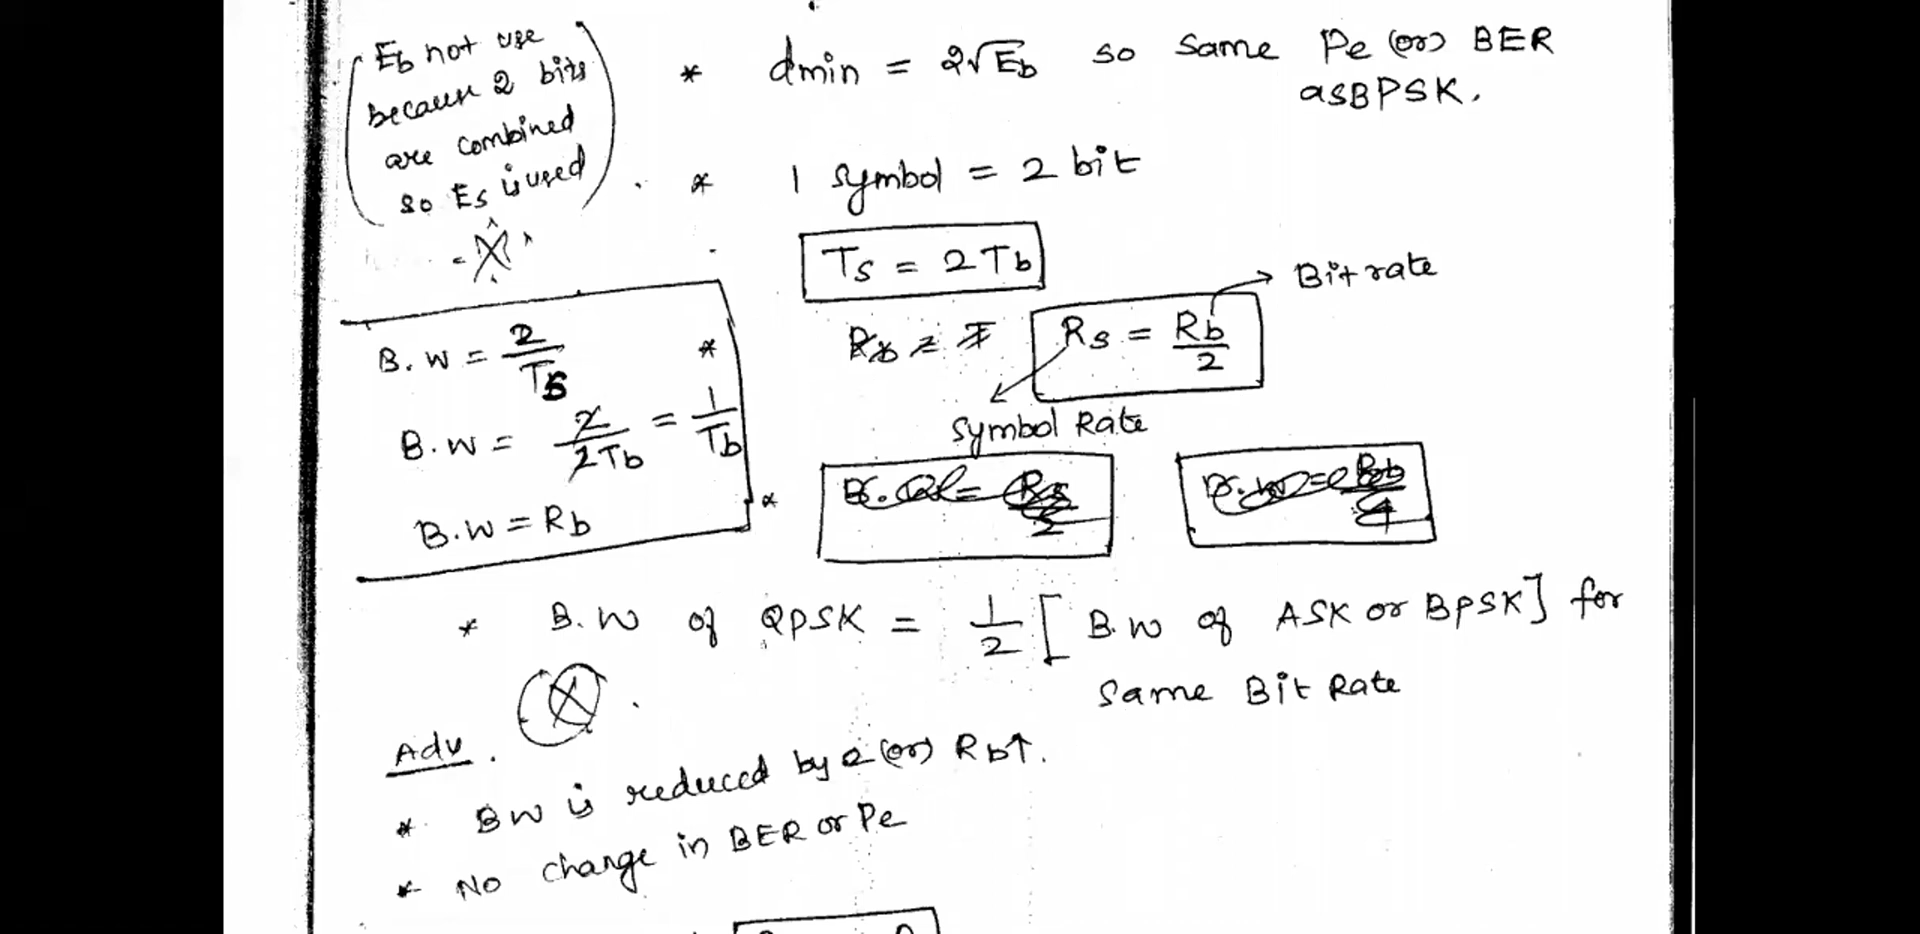 Eb not use
because 2 bits
are combined
so Es is used
* dmin = 2√Eb so same Pe (or) BER
asBPSK.
* 1 symbol = 2 bit
Ts = 2Tb
Rs = Rb/2 → Bit rate
Symbol Rate
B.W = 2/Ts *
B.W = 2/2Tb = 1/Tb
B.W = Rb *
* B.W of QPSK = 1/2 [B.W of ASK or BPSK] for
same Bit Rate
Adv.
* BW is reduced by 2 (or) Rb↑.
* No change in BER or Pe